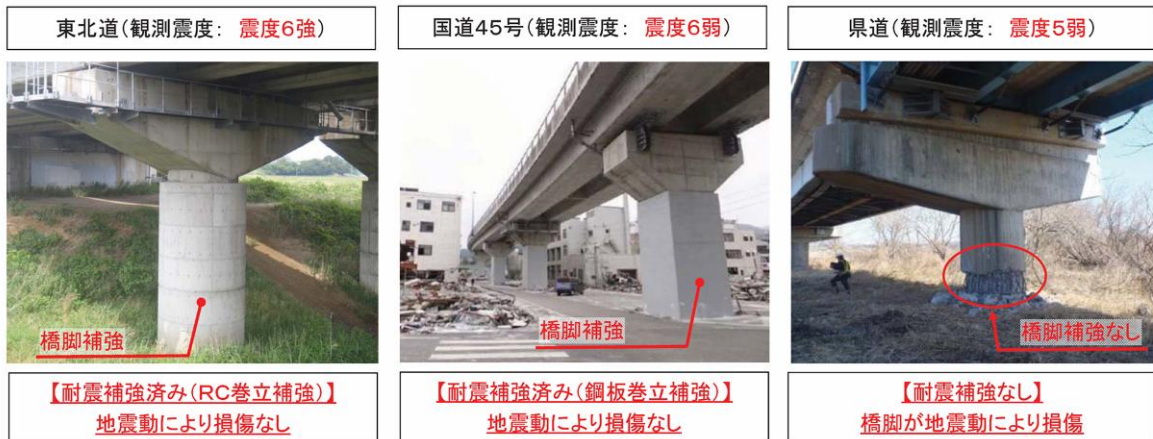 東北道(観測震度： 震度6強)
国道45号(観測震度： 震度6弱)
県道(観測震度： 震度5弱)
橋脚補強
橋脚補強
橋脚補強なし
【耐震補強済み(RC巻立補強)】
地震動により損傷なし
【耐震補強済み(鋼板巻立補強)】
地震動により損傷なし
【耐震補強なし】
橋脚が地震動により損傷